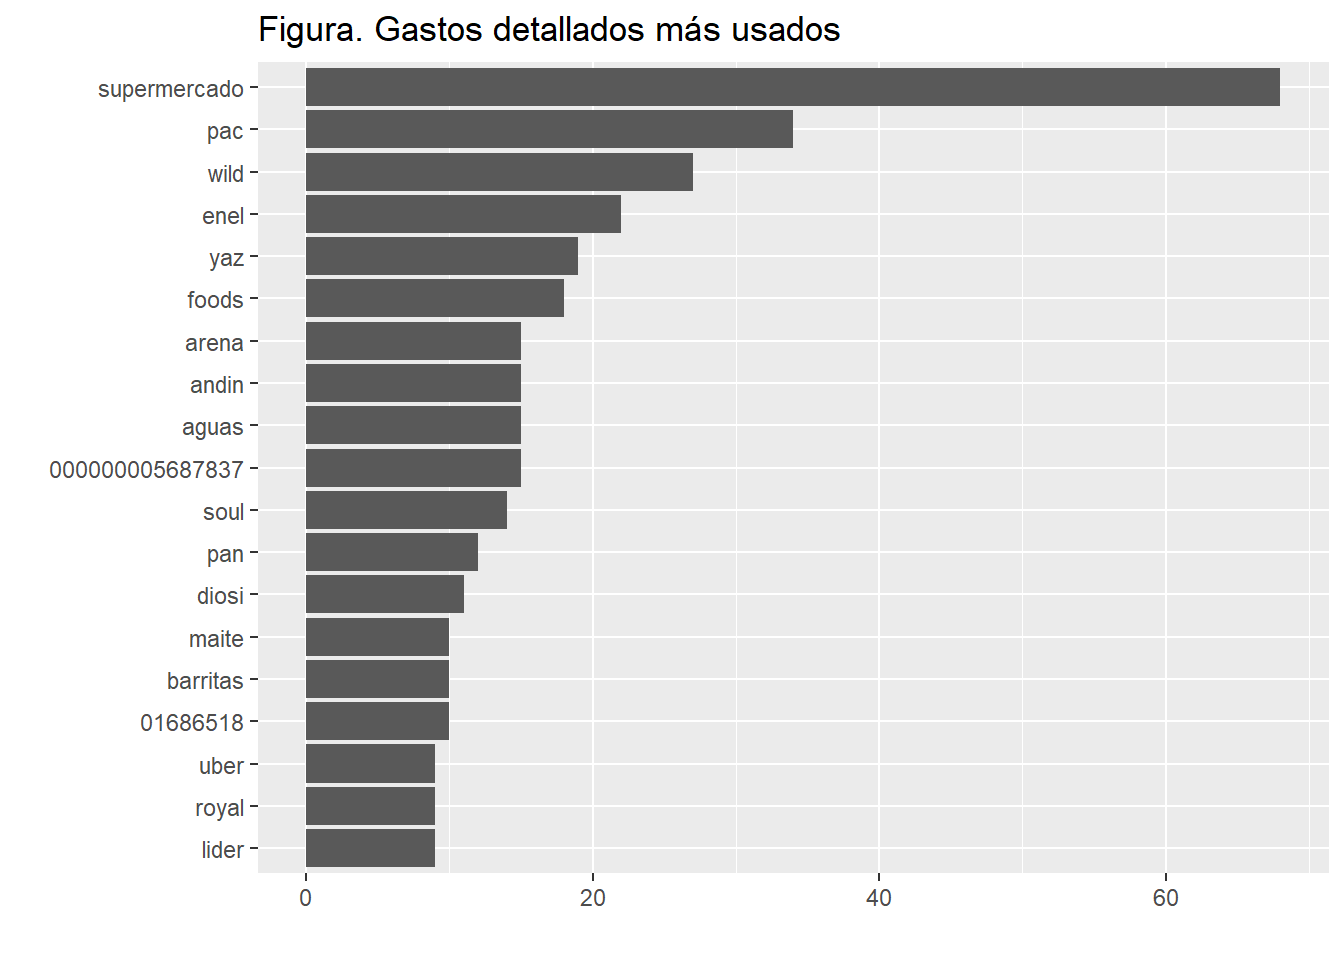 Figura. Gastos detallados más usados
supermercado
pac
wild
enel
yaz
foods
arena
andin
aguas
000000005687837
soul
pan
diosi
maite
barritas
01686518
uber
royal
lider
0 20 40 60